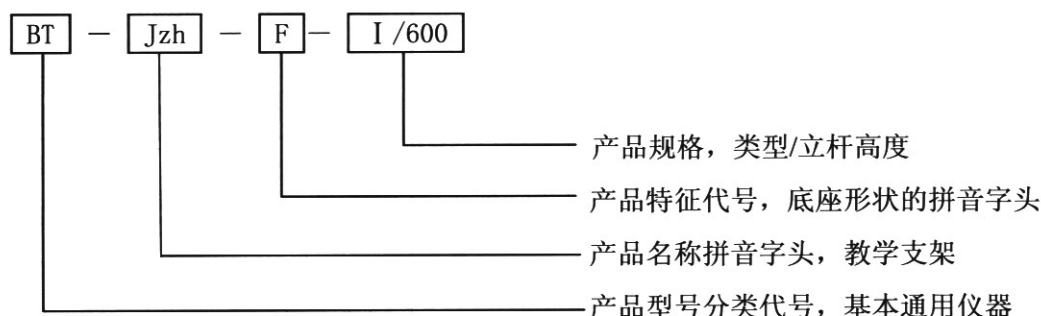 BT — Jzh — F — Ⅰ/600
产品规格，类型/立杆高度
产品特征代号，底座形状的拼音字头
产品名称拼音字头，教学支架
产品型号分类代号，基本通用仪器